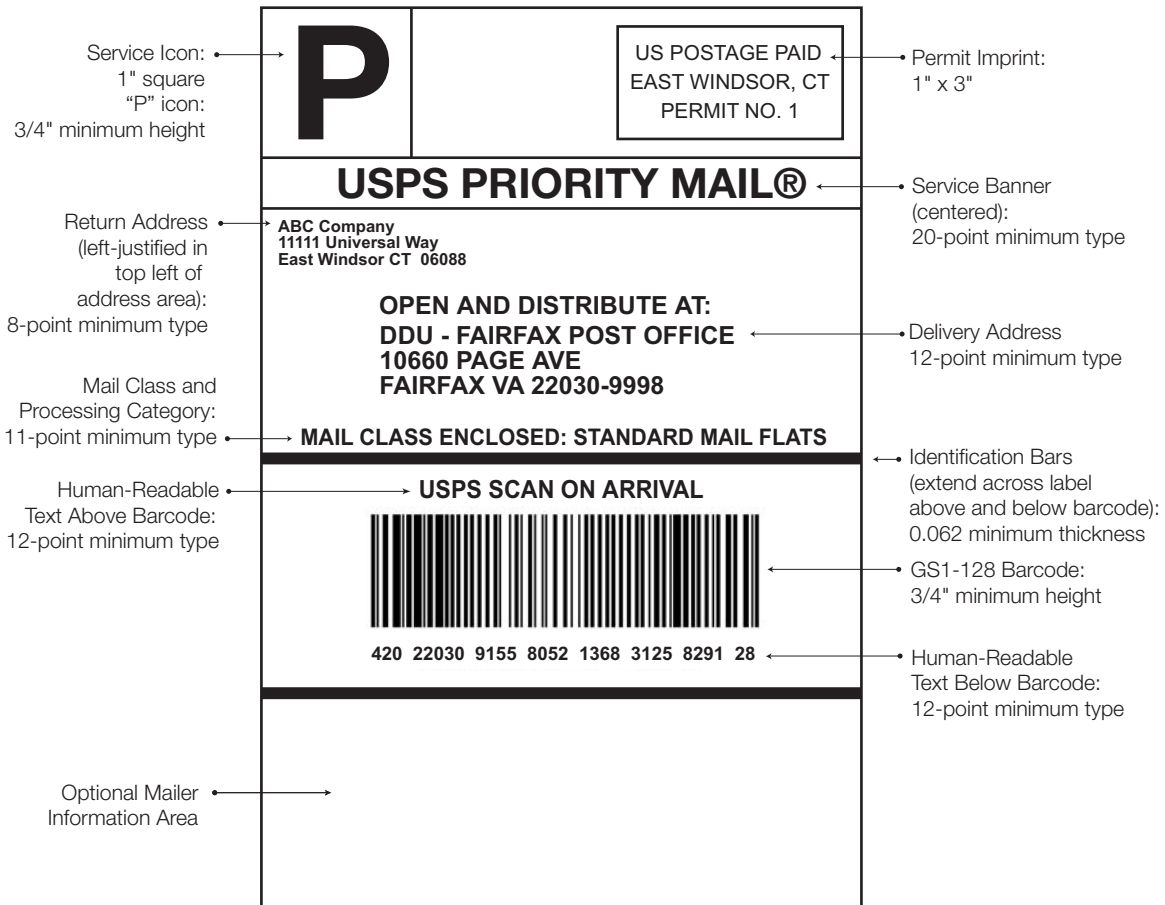 Service Icon:
1" square
“P” icon:
3/4" minimum height
P
US POSTAGE PAID
EAST WINDSOR, CT
PERMIT NO. 1
Permit Imprint:
1" x 3"
USPS PRIORITY MAIL®
Service Banner
(centered):
20-point minimum type
Return Address
(left-justified in
top left of
address area):
8-point minimum type
ABC Company
11111 Universal Way
East Windsor CT 06088
OPEN AND DISTRIBUTE AT:
DDU - FAIRFAX POST OFFICE
10660 PAGE AVE
FAIRFAX VA 22030-9998
Delivery Address
12-point minimum type
Mail Class and
Processing Category:
11-point minimum type
MAIL CLASS ENCLOSED: STANDARD MAIL FLATS
Identification Bars
(extend across label
above and below barcode):
0.062 minimum thickness
Human-Readable
Text Above Barcode:
12-point minimum type
USPS SCAN ON ARRIVAL
GS1-128 Barcode:
3/4" minimum height
420 22030 9155 8052 1368 3125 8291 28
Human-Readable
Text Below Barcode:
12-point minimum type
Optional Mailer
Information Area